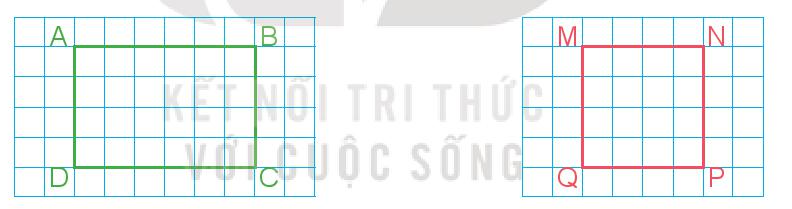 A B M N
KẾT NỐI TRI THỨC
VỚI CUỘC SỐNG
D C Q P